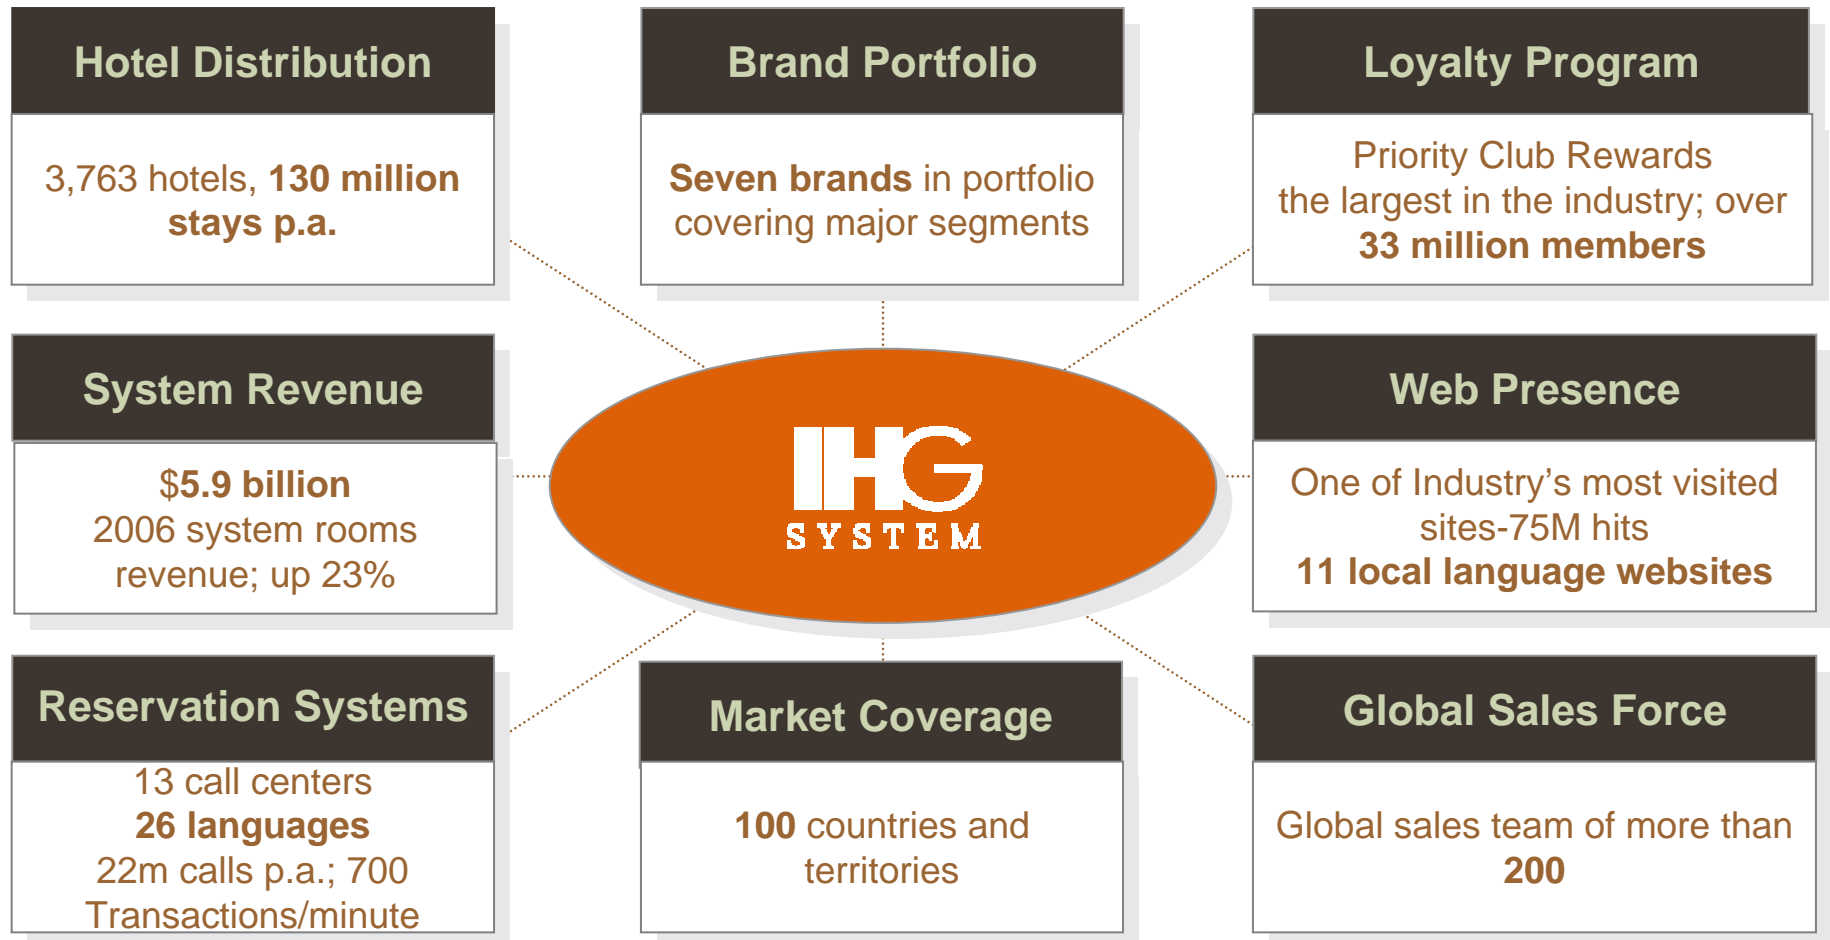 Hotel Distribution
3,763 hotels, 130 million
stays p.a.
Brand Portfolio
Seven brands in portfolio
covering major segments
Loyalty Program
Priority Club Rewards
the largest in the industry; over
33 million members
System Revenue
$5.9 billion
2006 system rooms
revenue; up 23%
IHG
SYSTEM
Web Presence
One of Industry’s most visited
sites-75M hits
11 local language websites
Reservation Systems
13 call centers
26 languages
22m calls p.a.; 700
Transactions/minute
Market Coverage
100 countries and
territories
Global Sales Force
Global sales team of more than
200